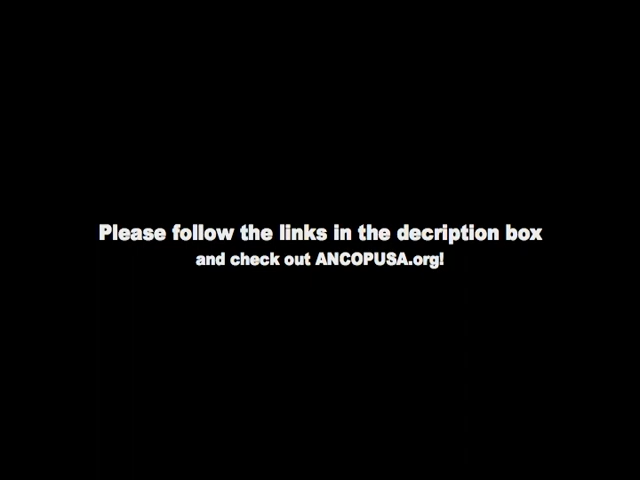 Please follow the links in the decription box
and check out ANCOPUSA.org!